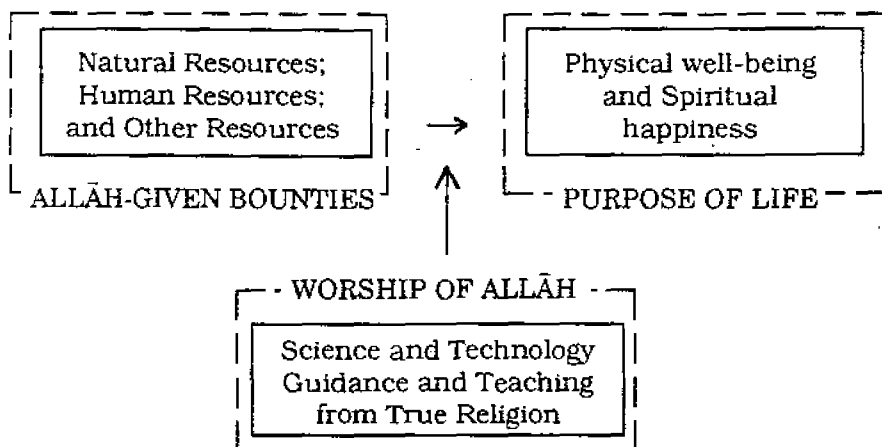 Natural Resources;
Human Resources;
and Other Resources
ALLĀH-GIVEN BOUNTIES
Physical well-being
and Spiritual
happiness
PURPOSE OF LIFE
WORSHIP OF ALLĀH
Science and Technology
Guidance and Teaching
from True Religion